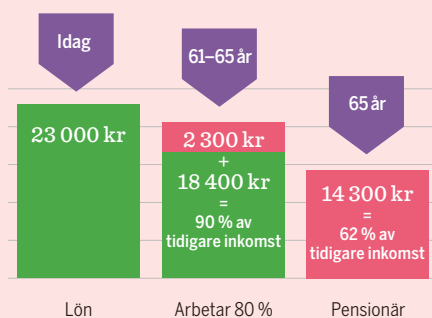 Idag
61–65 år
65 år
23 000 kr
2 300 kr
+
18 400 kr
=
90 % av
tidigare inkomst
14 300 kr
=
62 % av
tidigare inkomst
Lön
Arbetar 80 %
Pensionär